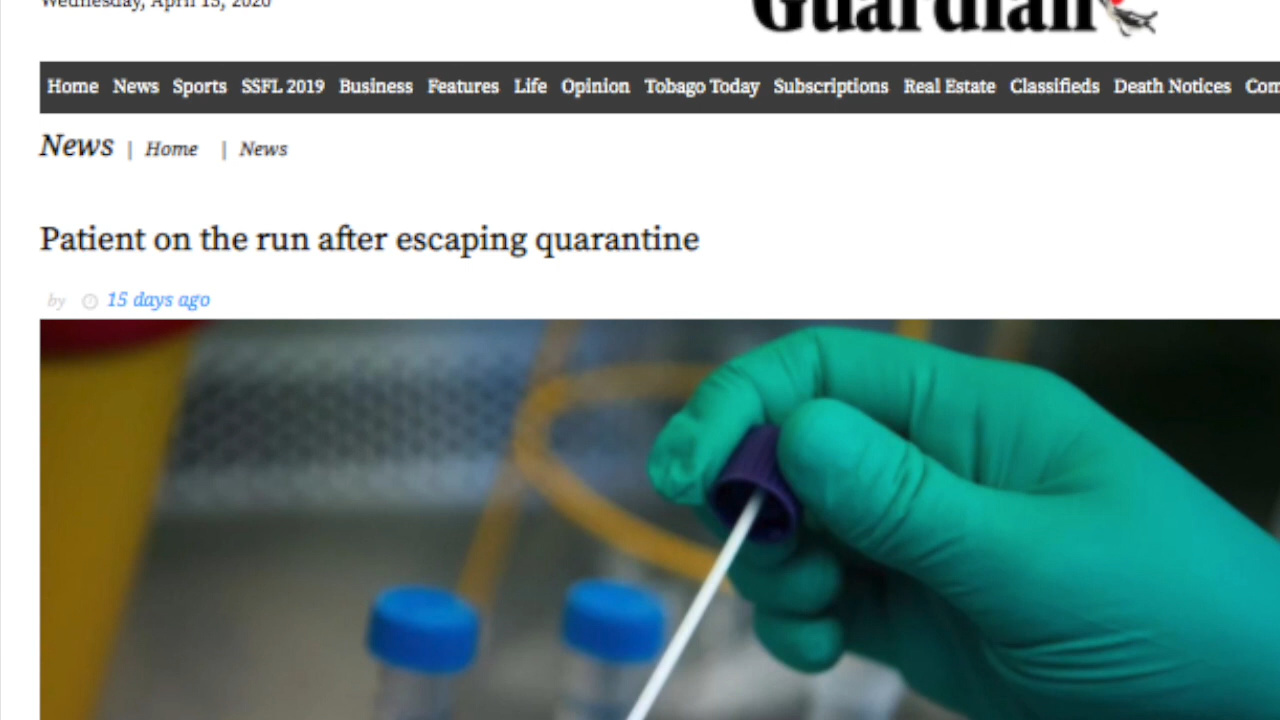 Wednesday, April 15, 2020
Guardian
Home News Sports SSFL 2019 Business Features Life Opinion Tobago Today Subscriptions Real Estate Classifieds Death Notices Com
News | Home | News
Patient on the run after escaping quarantine
by 15 days ago